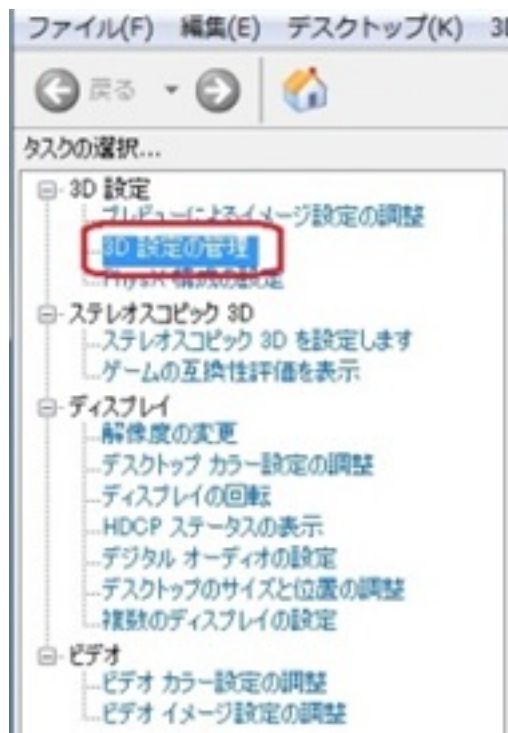 ファイル(F) 編集(E) デスクトップ(K) 3
戻る
タスクの選択...
3D 設定
プレビューによるイメージ設定の調整
3D 設定の管理
PhysX 構成の設定
ステレオスコピック 3D
ステレオスコピック 3D を設定します
ゲームの互換性評価を表示
ディスプレイ
解像度の変更
デスクトップ カラー設定の調整
ディスプレイの回転
HDCP ステータスの表示
デジタル オーディオの設定
デスクトップのサイズと位置の調整
複数のディスプレイの設定
ビデオ
ビデオ カラー設定の調整
ビデオ イメージ設定の調整